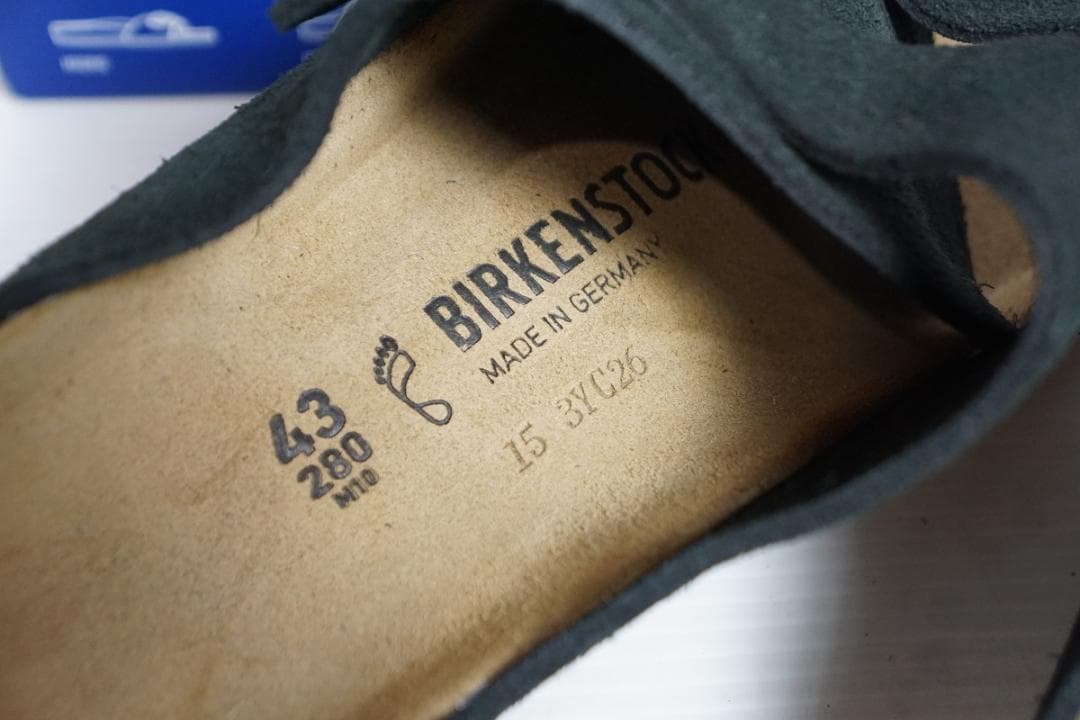 BIRKENSTOCK
MADE IN GERMANY
15 3YC26
43
280
M10